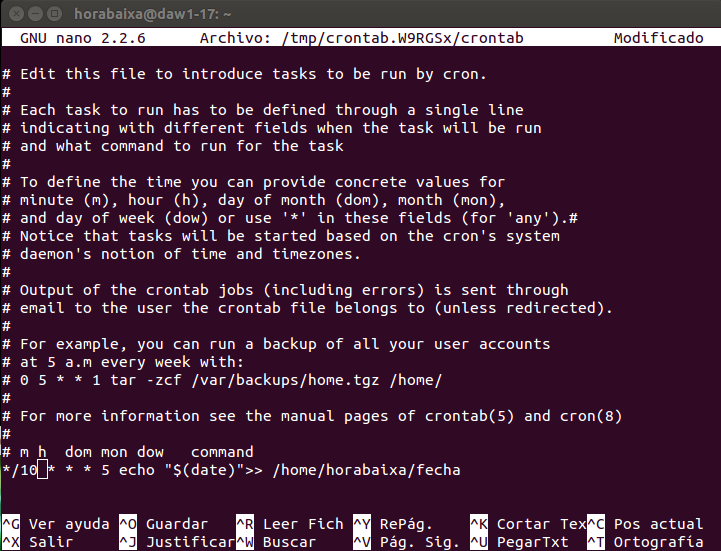 horabaixa@daw1-17: ~
GNU nano 2.2.6 Archivo: /tmp/crontab.W9RGSx/crontab Modificado
# Edit this file to introduce tasks to be run by cron.
#
# Each task to run has to be defined through a single line
# indicating with different fields when the task will be run
# and what command to run for the task
#
# To define the time you can provide concrete values for
# minute (m), hour (h), day of month (dom), month (mon),
# and day of week (dow) or use '*' in these fields (for 'any').#
# Notice that tasks will be started based on the cron's system
# daemon's notion of time and timezones.
#
# Output of the crontab jobs (including errors) is sent through
# email to the user the crontab file belongs to (unless redirected).
#
# For example, you can run a backup of all your user accounts
# at 5 a.m every week with:
# 0 5 * * 1 tar -zcf /var/backups/home.tgz /home/
#
# For more information see the manual pages of crontab(5) and cron(8)
#
# m h  dom mon dow   command
*/10 * * * 5 echo "$(date)">> /home/horabaixa/fecha
^G Ver ayuda ^O Guardar ^R Leer Fich ^Y RePág. ^K Cortar Tex ^C Pos actual
^X Salir ^J Justificar ^W Buscar ^V Pág. Sig. ^U PegarTxt ^T Ortografía